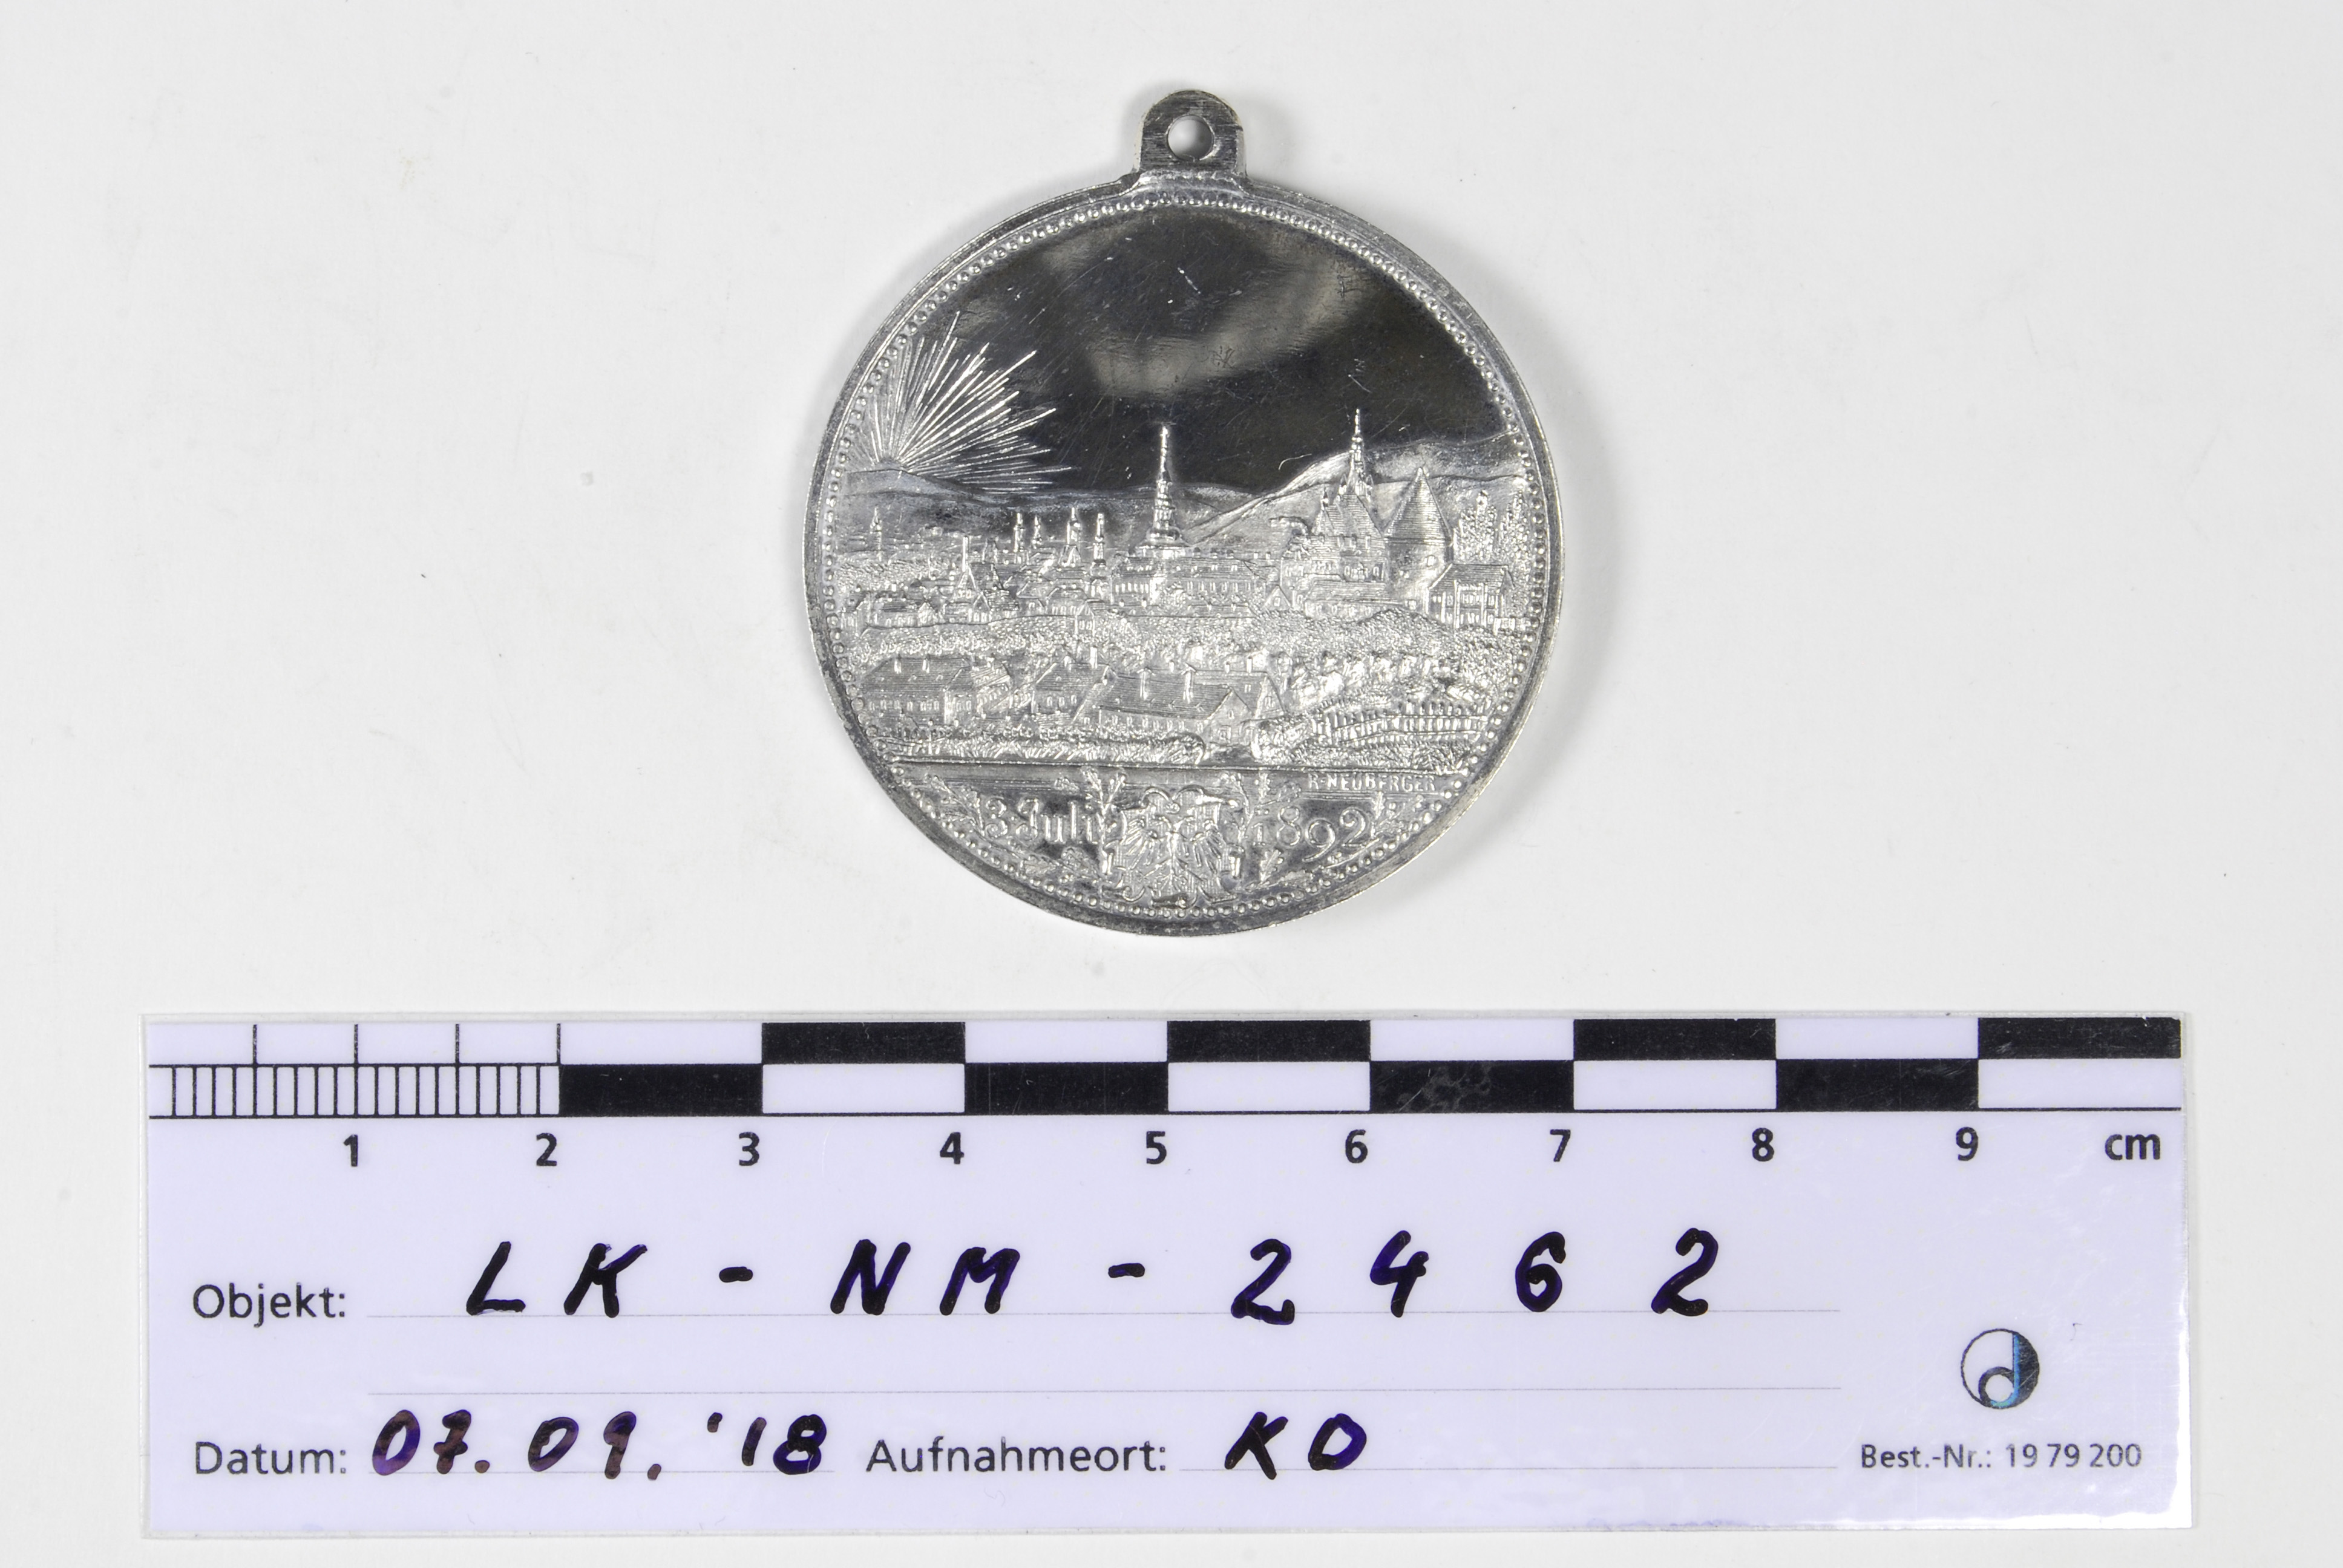 R. NEUBERGER
3 Juli 1892
1 2 3 4 5 6 7 8 9 cm
Objekt: LK-NM-2462
Datum: 07.09.'18 Aufnahmeort: KO
Best.-Nr.: 19 79 200